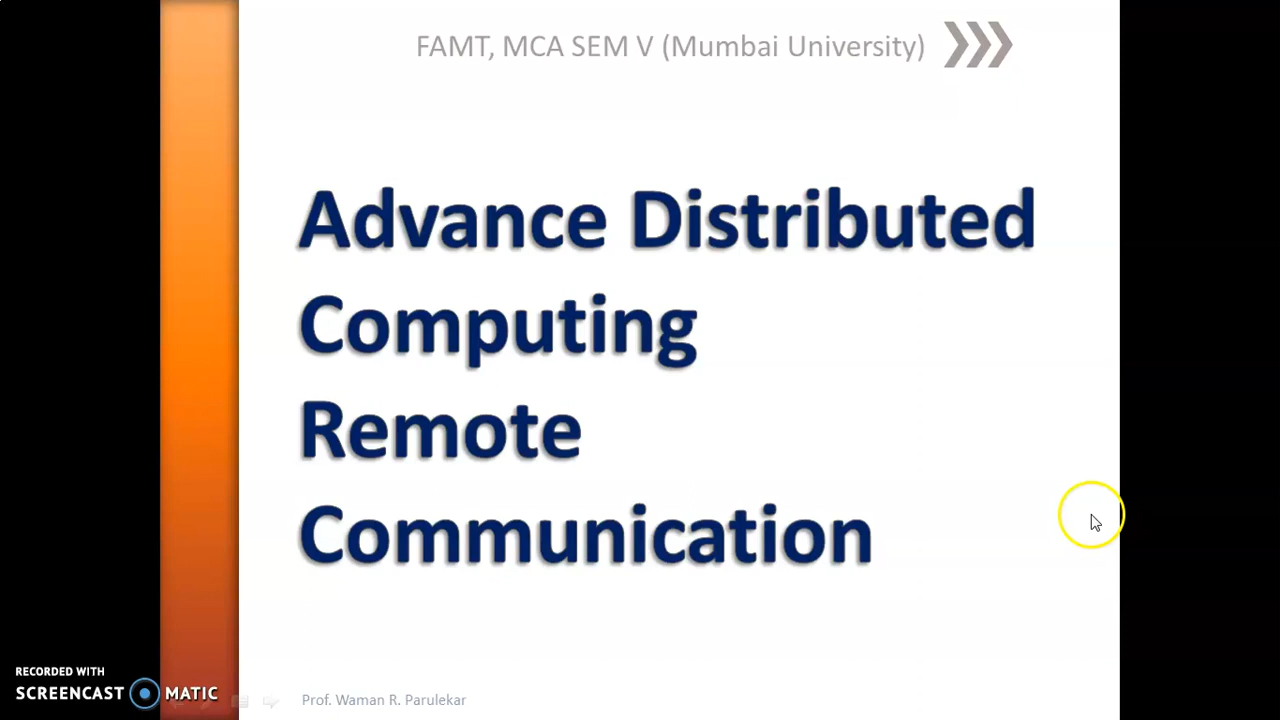 FAMT, MCA SEM V (Mumbai University)
Advance Distributed
Computing
Remote
Communication
RECORDED WITH
SCREENCAST MATIC
Prof. Waman R. Parulekar